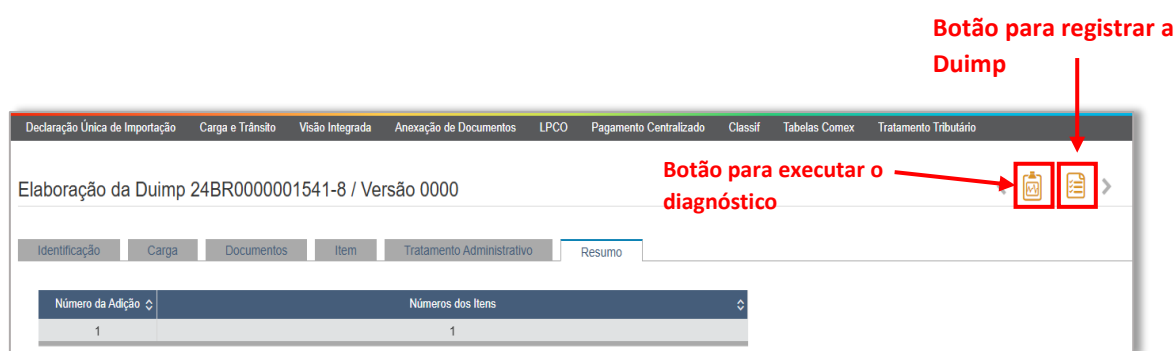 Botão para registrar a
Duimp
Declaração Única de Importação Carga e Trânsito Visão Integrada Anexação de Documentos LPCO Pagamento Centralizado Classif Tabelas Comex Tratamento Tributário
Botão para executar o
diagnóstico
Elaboração da Duimp 24BR0000001541-8 / Versão 0000
Identificação Carga Documentos Item Tratamento Administrativo Resumo
Número da Adição Números dos Itens
1 1